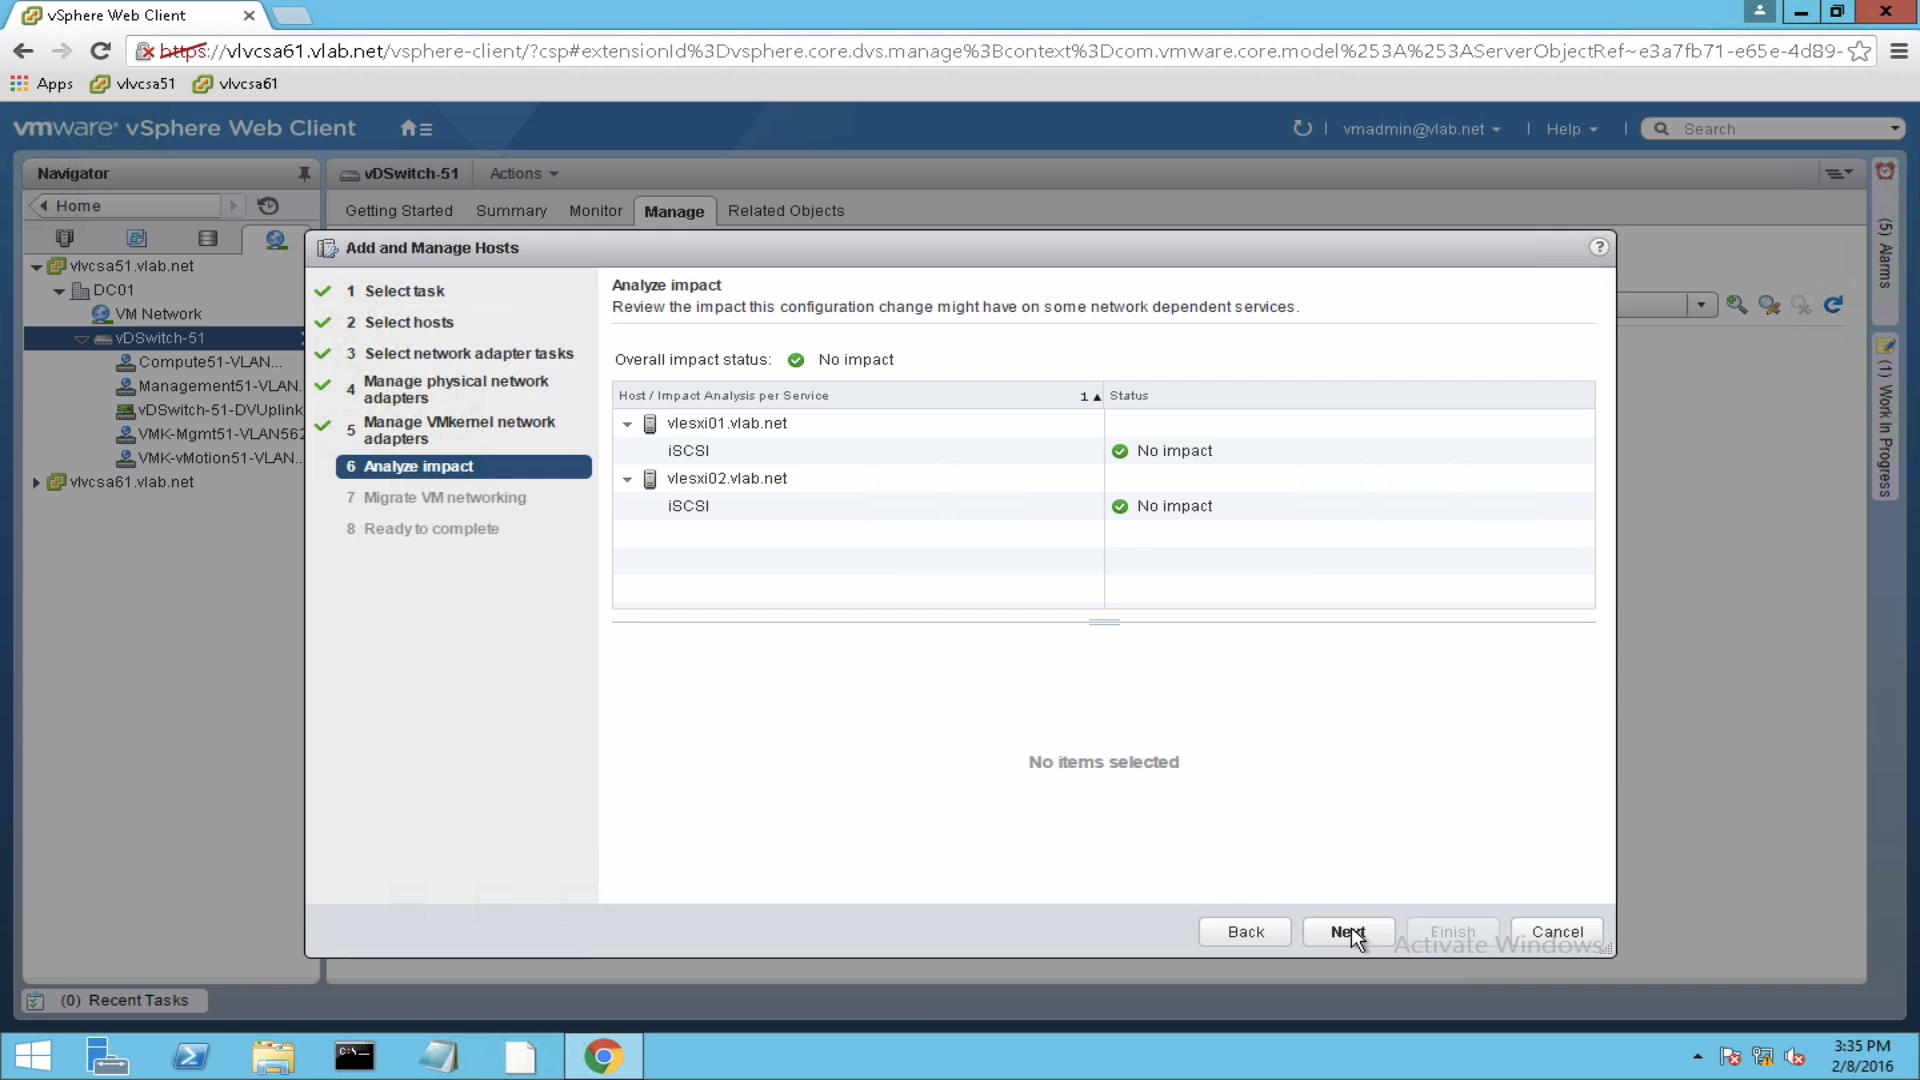 vSphere Web Client
https://vlvcsa61.vlab.net/vsphere-client/?csp#extensionId%3Dvsphere.core.dvs.manage%3Bcontext%3Dcom.vmware.core.model%253A%253AServerObjectRef~e3a7fb71-e65e-4d89-
Apps vlvcsa51 vlvcsa61
vmware® vSphere Web Client
vmadmin@vlab.net | Help | Search
Navigator
Home
vlvcsa51.vlab.net
DC01
VM Network
vDSwitch-51
Compute51-VLAN...
Management51-VLAN.
vDSwitch-51-DVUplink
VMK-Mgmt51-VLAN562
VMK-vMotion51-VLAN..
vlvcsa61.vlab.net
vDSwitch-51 Actions
Getting Started Summary Monitor Manage Related Objects
Add and Manage Hosts
?
1 Select task
2 Select hosts
3 Select network adapter tasks
4 Manage physical network
adapters
5 Manage VMkernel network
adapters
6 Analyze impact
7 Migrate VM networking
8 Ready to complete
Analyze impact
Review the impact this configuration change might have on some network dependent services.
Overall impact status: No impact
Host / Impact Analysis per Service 1 ▲ Status
vlesxi01.vlab.net
iSCSI No impact
vlesxi02.vlab.net
iSCSI No impact
No items selected
Back Next Finish Cancel
Activate Windows
(5) Alarms
(1) Work In Progress
(0) Recent Tasks
C:\
3:35 PM
2/8/2016